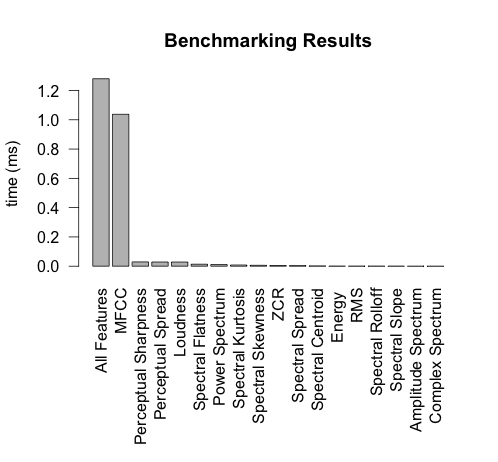 Benchmarking Results
time (ms)
1.2
1.0
0.8
0.6
0.4
0.2
0.0
All Features
MFCC
Perceptual Sharpness
Perceptual Spread
Loudness
Spectral Flatness
Power Spectrum
Spectral Kurtosis
Spectral Skewness
ZCR
Spectral Spread
Spectral Centroid
Energy
RMS
Spectral Rolloff
Spectral Slope
Amplitude Spectrum
Complex Spectrum